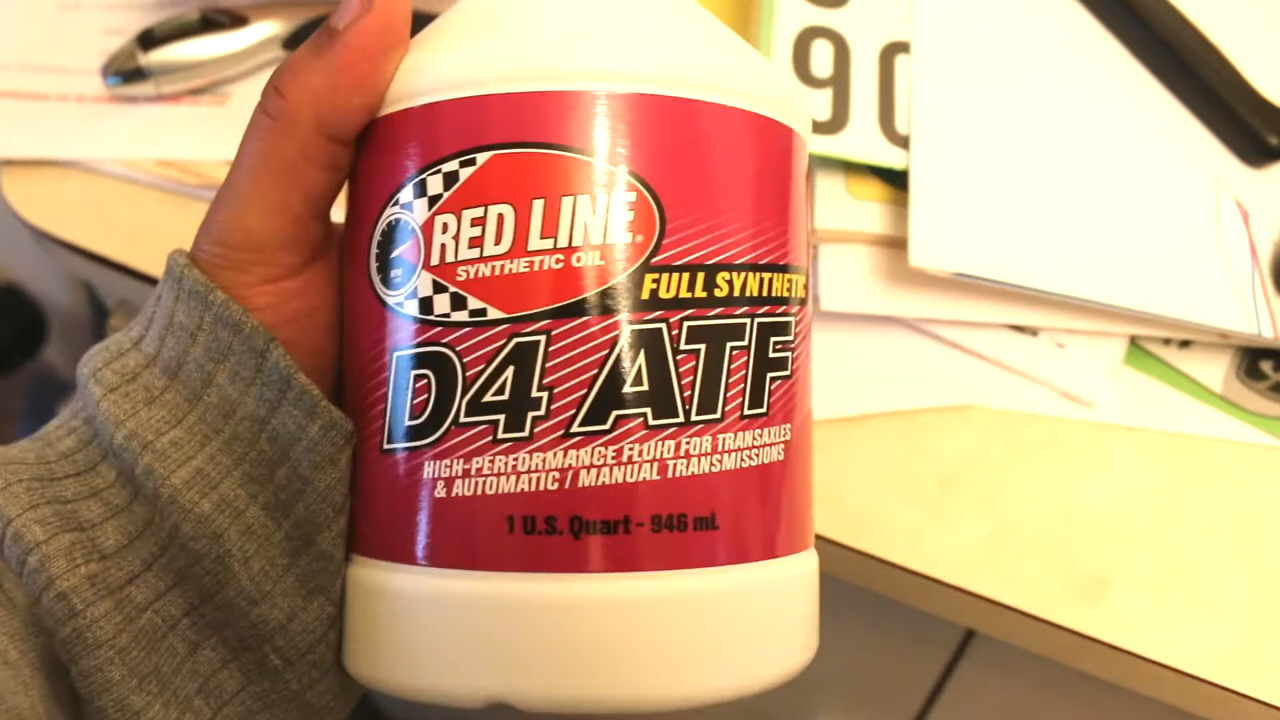 90
RED LINE®
SYNTHETIC OIL
FULL SYNTHETIC
D4 ATF
HIGH-PERFORMANCE FLUID FOR TRANSAXLES
& AUTOMATIC / MANUAL TRANSMISSIONS
1 U.S. Quart - 946 mL